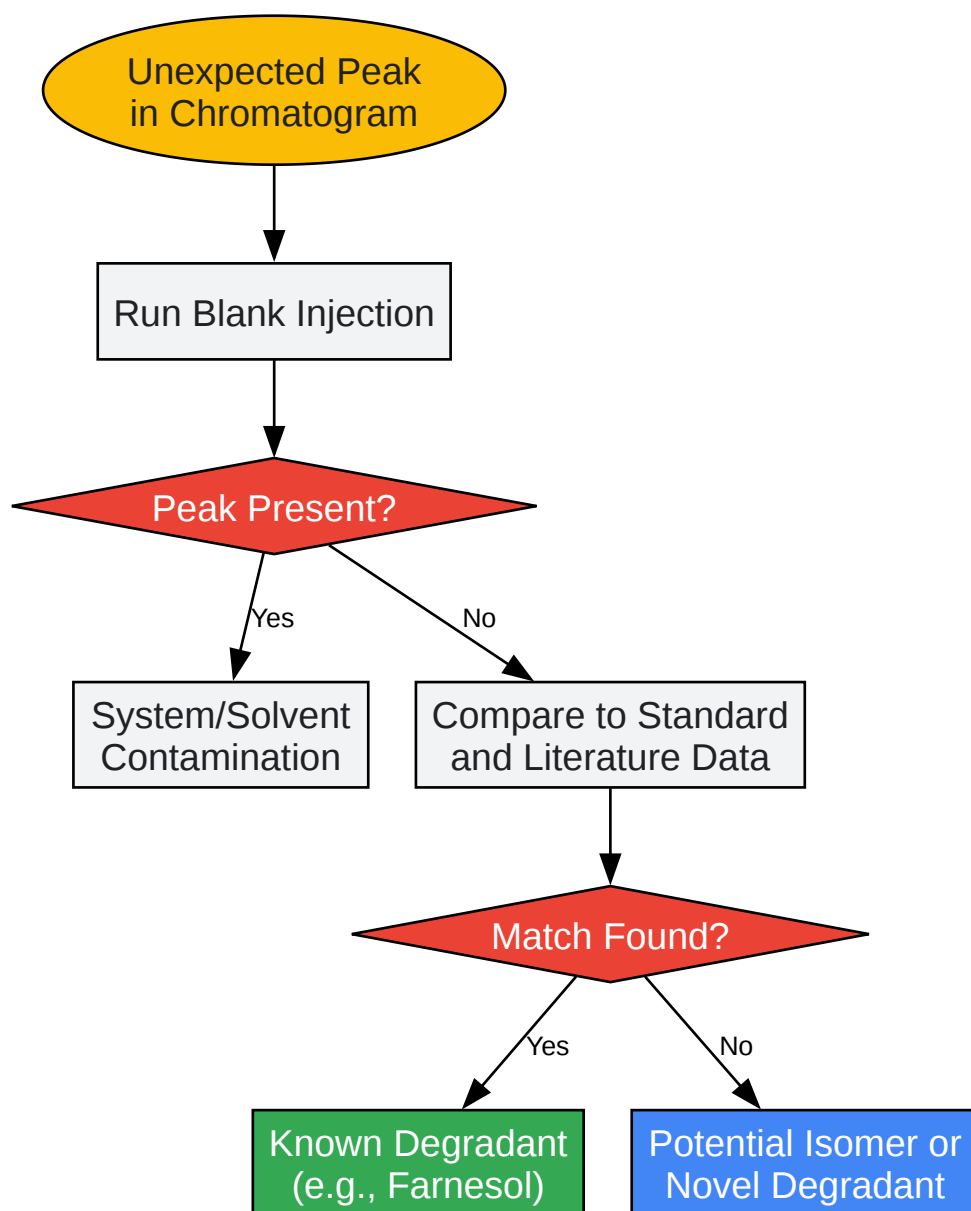 Unexpected Peak
in Chromatogram
Run Blank Injection
Peak Present?
Yes
No
System/Solvent
Contamination
Compare to Standard
and Literature Data
Match Found?
Yes
No
Known Degradant
(e.g., Farnesol)
Potential Isomer or
Novel Degradant